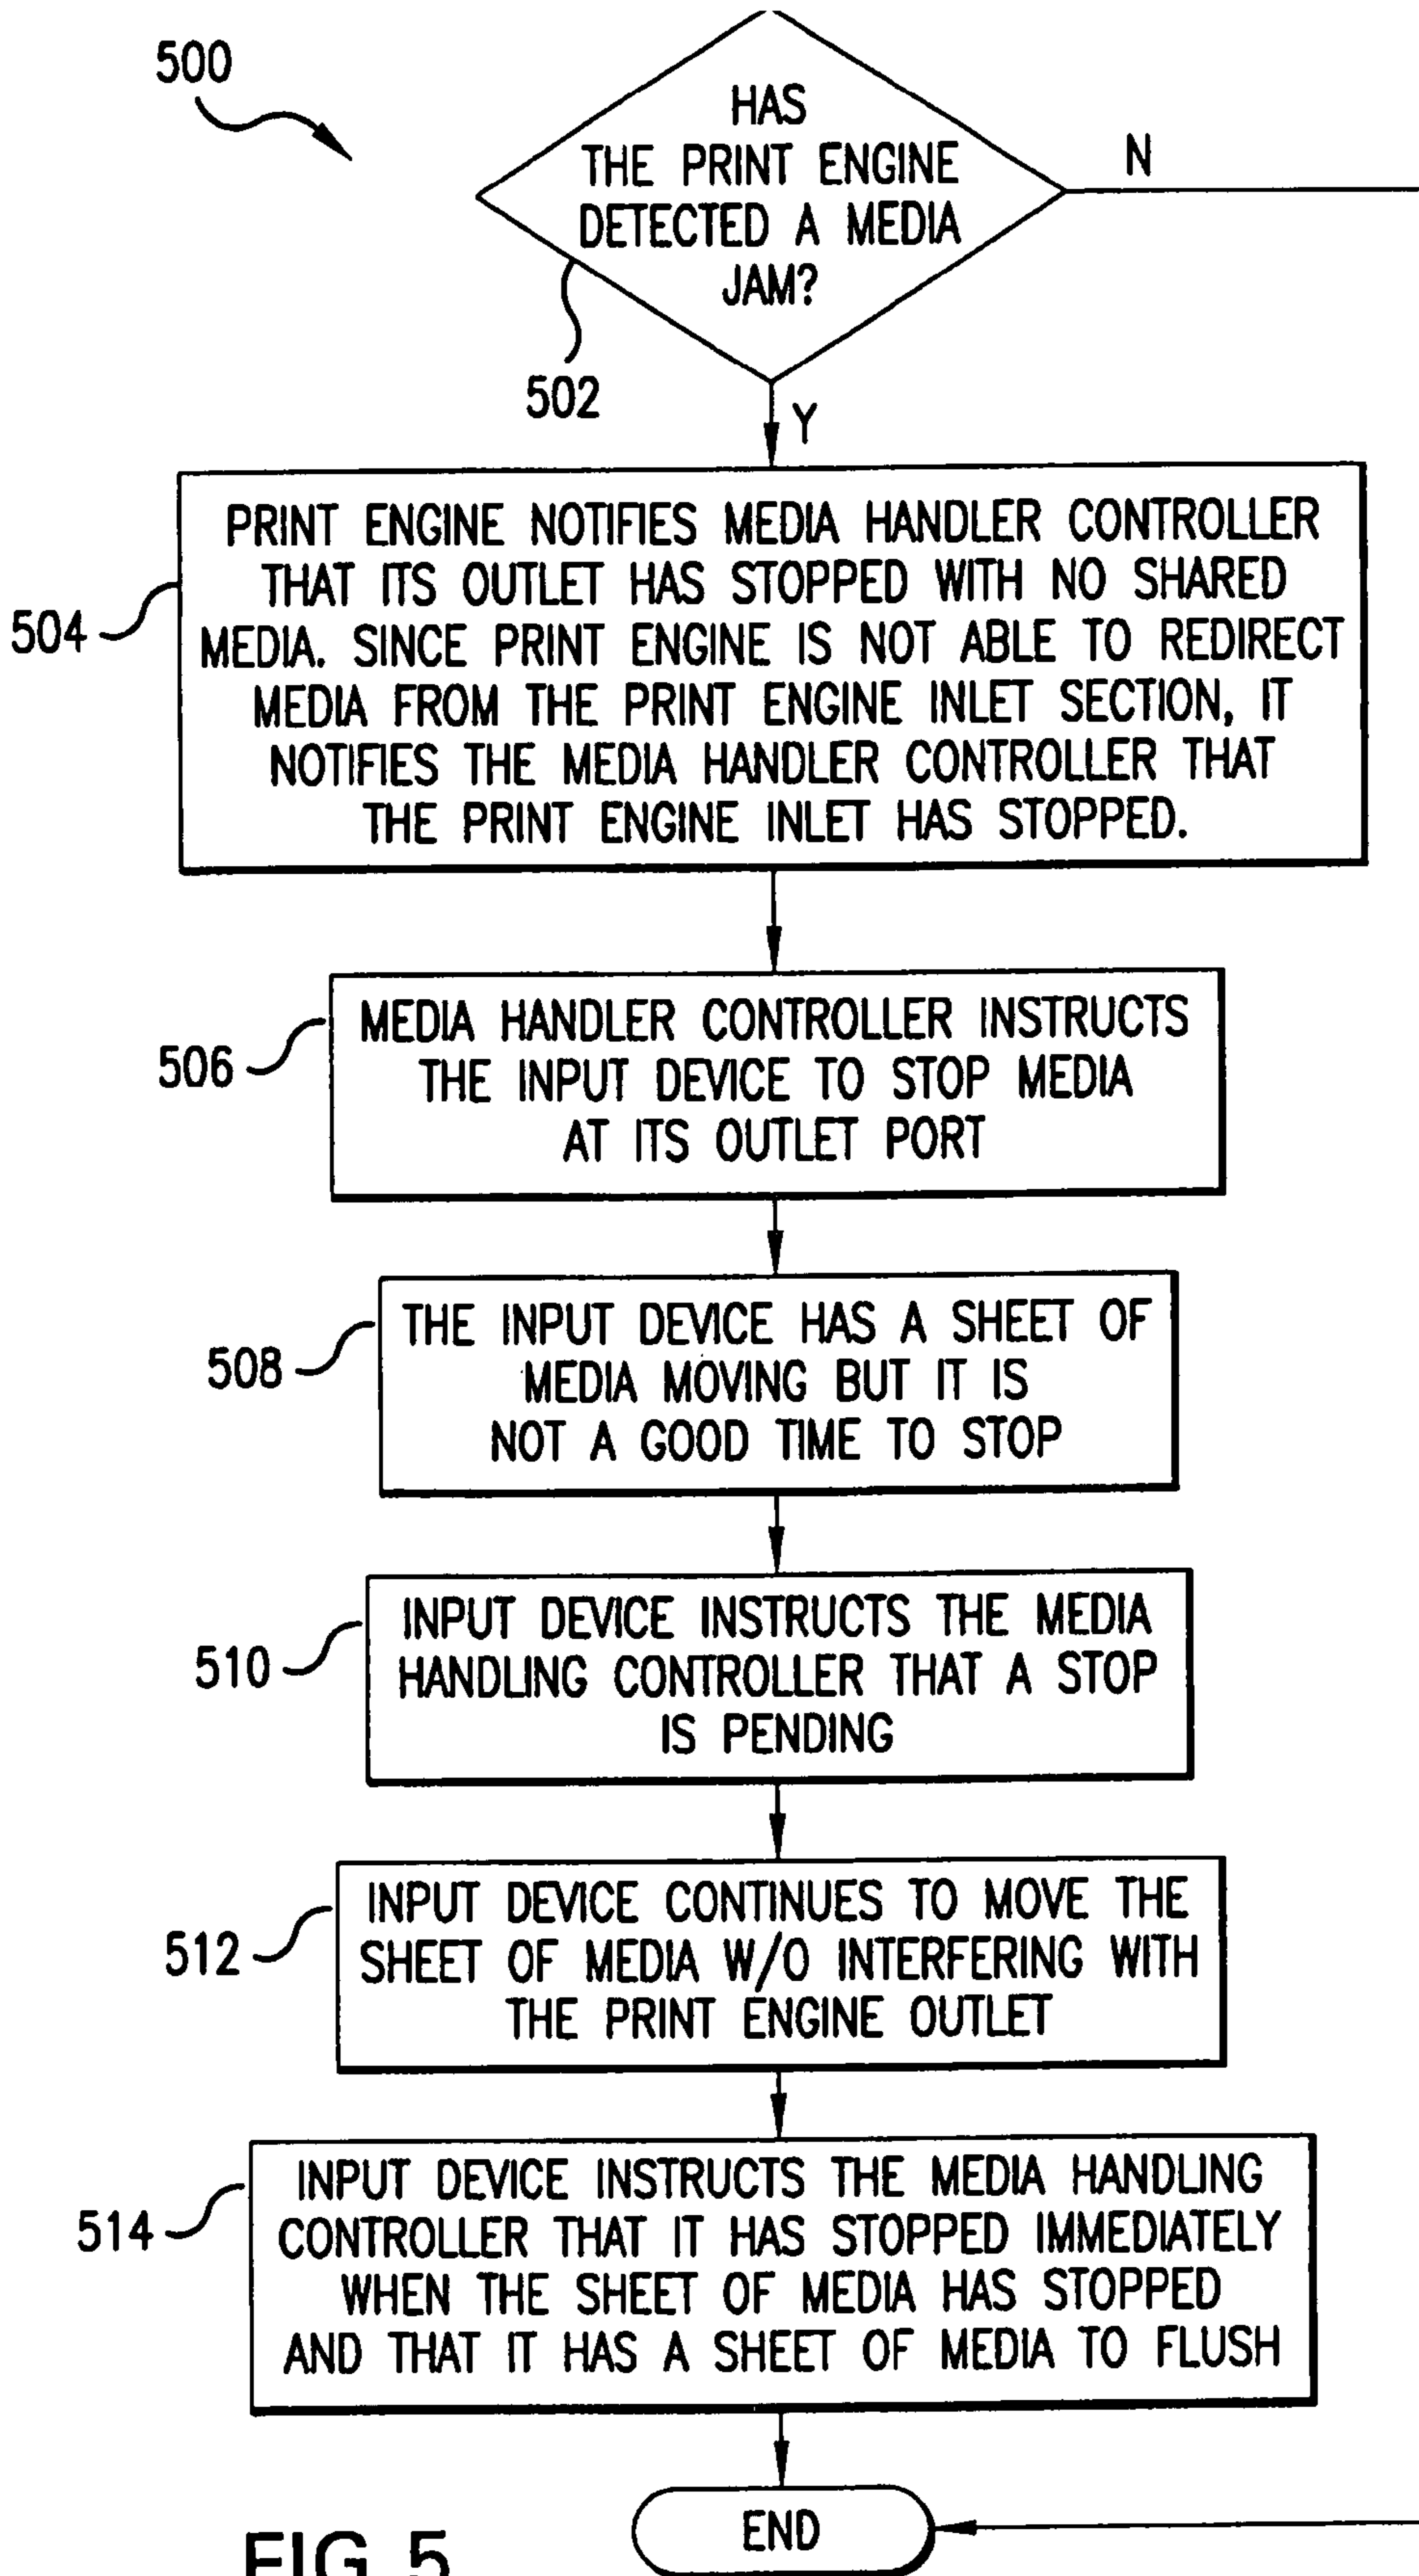 500
HAS
THE PRINT ENGINE
DETECTED A MEDIA
JAM?
N
502
Y
PRINT ENGINE NOTIFIES MEDIA HANDLER CONTROLLER
THAT ITS OUTLET HAS STOPPED WITH NO SHARED
MEDIA. SINCE PRINT ENGINE IS NOT ABLE TO REDIRECT
MEDIA FROM THE PRINT ENGINE INLET SECTION, IT
NOTIFIES THE MEDIA HANDLER CONTROLLER THAT
THE PRINT ENGINE INLET HAS STOPPED.
504
MEDIA HANDLER CONTROLLER INSTRUCTS
THE INPUT DEVICE TO STOP MEDIA
AT ITS OUTLET PORT
506
THE INPUT DEVICE HAS A SHEET OF
MEDIA MOVING BUT IT IS
NOT A GOOD TIME TO STOP
508
INPUT DEVICE INSTRUCTS THE MEDIA
HANDLING CONTROLLER THAT A STOP
IS PENDING
510
INPUT DEVICE CONTINUES TO MOVE THE
SHEET OF MEDIA W/O INTERFERING WITH
THE PRINT ENGINE OUTLET
512
INPUT DEVICE INSTRUCTS THE MEDIA HANDLING
CONTROLLER THAT IT HAS STOPPED IMMEDIATELY
WHEN THE SHEET OF MEDIA HAS STOPPED
AND THAT IT HAS A SHEET OF MEDIA TO FLUSH
514
END
FIG 5